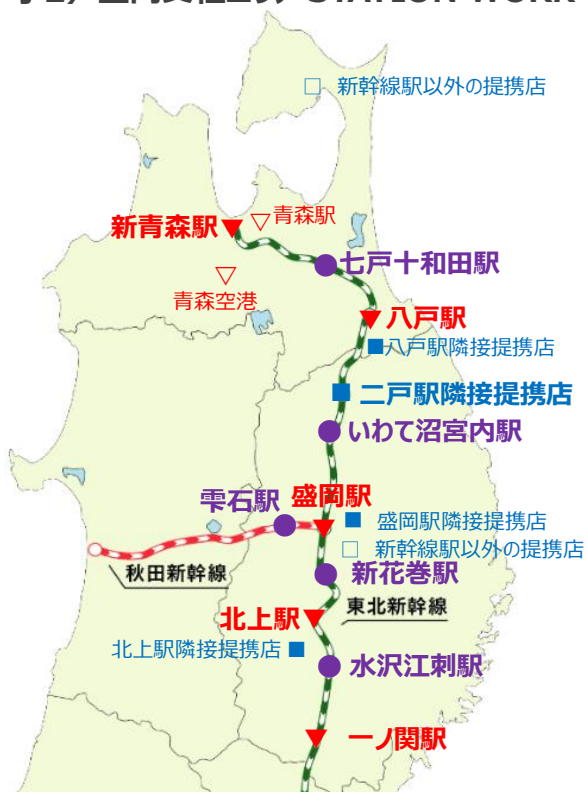 STATION WORK
□ 新幹線駅以外の提携店
新青森駅
▽青森駅
七戸十和田駅
▽
青森空港
八戸駅
■八戸駅隣接提携店
■ 二戸駅隣接提携店
いわて沼宮内駅
雫石駅
盛岡駅
■ 盛岡駅隣接提携店
□ 新幹線駅以外の提携店
秋田新幹線
新花巻駅
北上駅
東北新幹線
北上駅隣接提携店 ■
水沢江刺駅
一ノ関駅